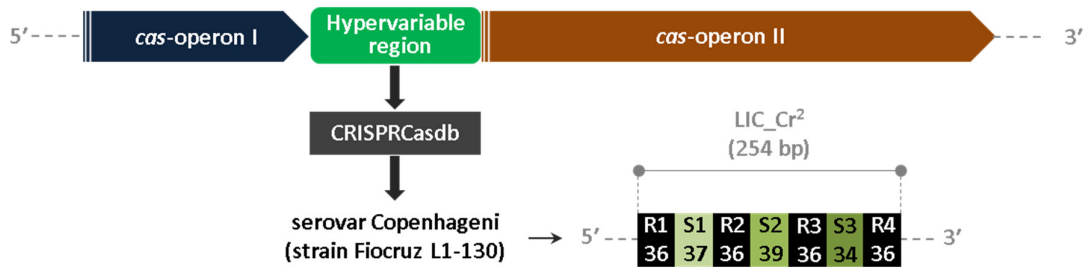 5′ cas-operon I Hypervariable region cas-operon II 3′
CRISPRCasdb
LIC_Cr²
(254 bp)
serovar Copenhageni
(strain Fiocruz L1-130)
5′ R1 S1 R2 S2 R3 S3 R4 3′
36 37 36 39 36 34 36